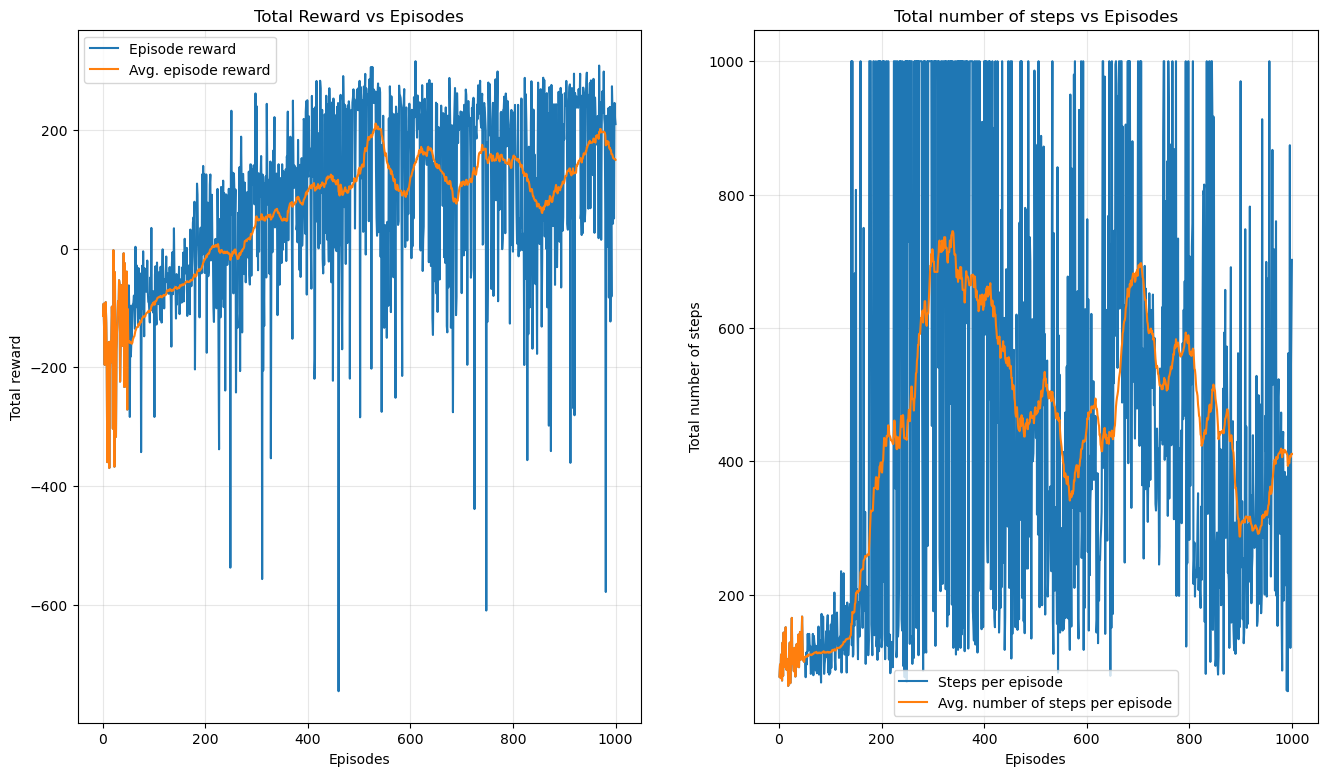 Total Reward vs Episodes
Episode reward
Avg. episode reward
200
0
−200
−400
−600
Total reward
0
200
400
600
800
1000
Episodes
Total number of steps vs Episodes
1000
800
600
400
200
Total number of steps
Steps per episode
Avg. number of steps per episode
0
200
400
600
800
1000
Episodes